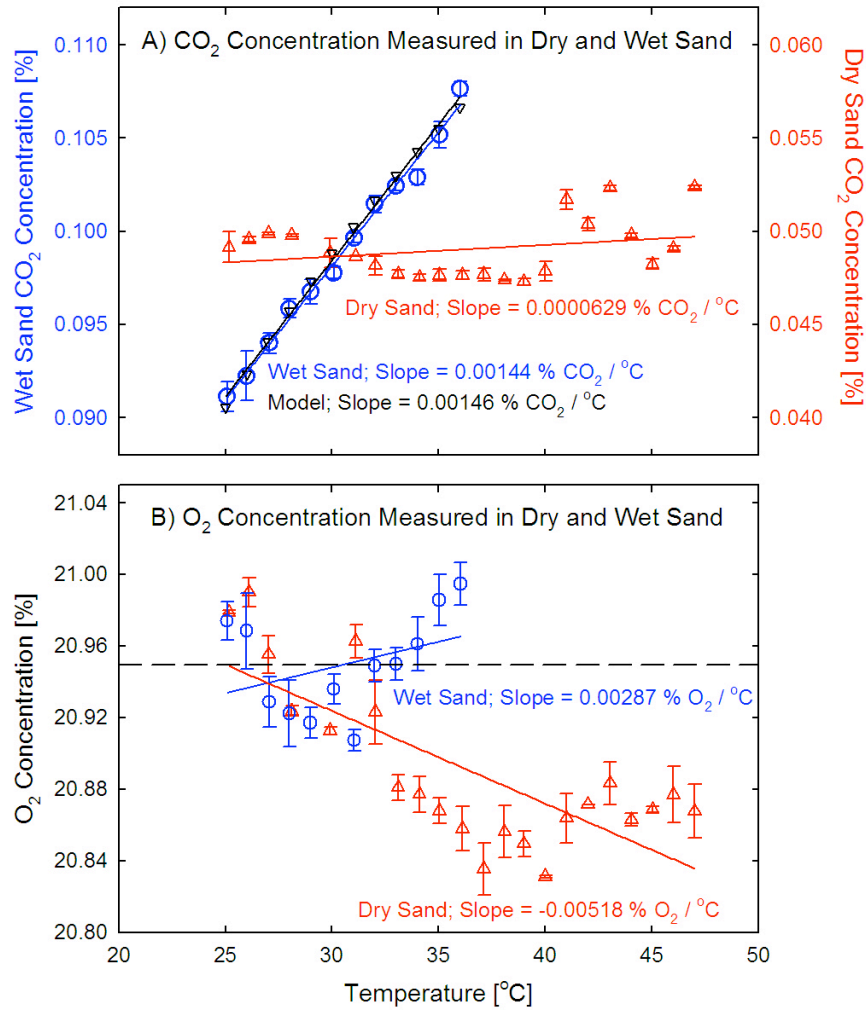 A) CO2 Concentration Measured in Dry and Wet Sand
Wet Sand CO2 Concentration [%]
0.110
0.105
0.100
0.095
0.090
Dry Sand CO2 Concentration [%]
0.060
0.055
0.050
0.045
0.040
Dry Sand; Slope = 0.0000629 % CO2 / °C
Wet Sand; Slope = 0.00144 % CO2 / °C
Model; Slope = 0.00146 % CO2 / °C
B) O2 Concentration Measured in Dry and Wet Sand
O2 Concentration [%]
21.04
21.00
20.96
20.92
20.88
20.84
20.80
Wet Sand; Slope = 0.00287 % O2 / °C
Dry Sand; Slope = -0.00518 % O2 / °C
20 25 30 35 40 45 50
Temperature [°C]